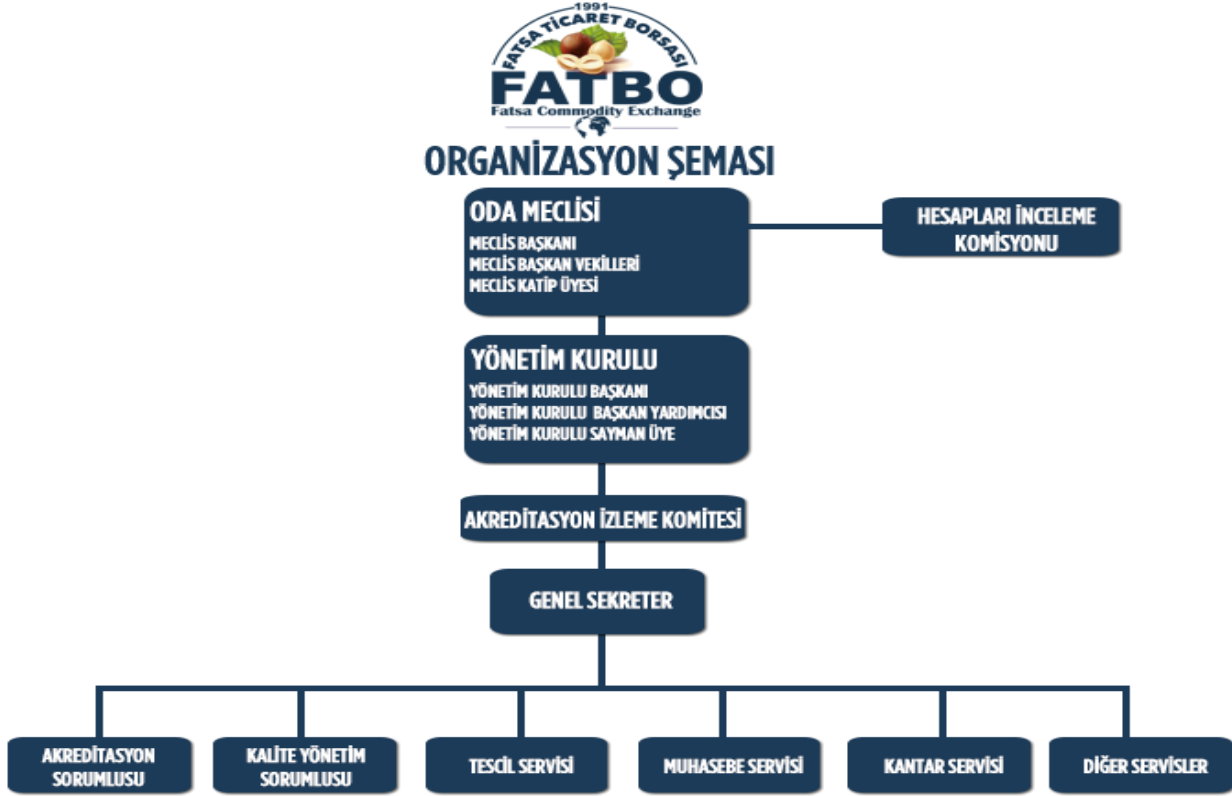 1991
FATSA TİCARET BORSASI
FATBO
Fatsa Commodity Exchange
ORGANİZASYON ŞEMASI
ODA MECLİSİ
MECLİS BAŞKANI
MECLİS BAŞKAN VEKİLLERİ
MECLİS KATİP ÜYESİ
HESAPLARI İNCELEME
KOMİSYONU
YÖNETİM KURULU
YÖNETİM KURULU BAŞKANI
YÖNETİM KURULU BAŞKAN YARDIMCISI
YÖNETİM KURULU SAYMAN ÜYE
AKREDİTASYON İZLEME KOMİTESİ
GENEL SEKRETER
AKREDİTASYON
SORUMLUSU
KALİTE YÖNETİM
SORUMLUSU
TESCİL SERVİSİ
MUHASEBE SERVİSİ
KANTAR SERVİSİ
DİĞER SERVİSLER